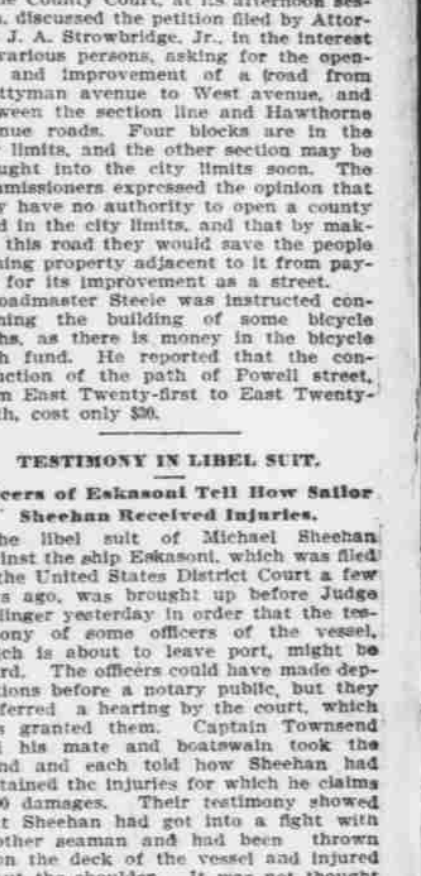 he County Court, at its afternoon ses-
n, discussed the petition filed by Attor-
J. A. Strowbridge, Jr., in the interest
various persons, asking for the open-
and improvement of a road from
ttyman avenue to West avenue, and
ween the section line and Hawthorne
nue roads. Four blocks are in the
limits, and the other section may be
ught into the city limits soon. The
mmissioners expressed the opinion that
y have no authority to open a county
d in the city limits, and that by mak-
this road they would save the people
ning property adjacent to it from pay-
for its improvement as a street.
oadmaster Steele was instructed con-
ning the building of some bicycle
hs, as there is money in the bicycle
h fund. He reported that the con-
uction of the path of Powell street,
m East Twenty-first to East Twenty-
th, cost only $30.
TESTIMONY IN LIBEL SUIT.
cers of Eskasoni Tell How Sailor
Sheehan Received Injuries.
he libel suit of Michael Sheehan
inst the ship Eskasoni, which was filed
the United States District Court a few
s ago, was brought up before Judge
linger yesterday in order that the tes-
ony of some officers of the vessel,
ch is about to leave port, might be
rd. The officers could have made dep-
tions before a notary public, but they
ferred a hearing by the court, which
s granted them. Captain Townsend
l his mate and boatswain took the
nd and each told how Sheehan had
tained the injuries for which he claims
0 damages. Their testimony showed
t Sheehan had got into a fight with
other seaman and had been thrown
on the deck of the vessel and injured
the shoulder. It was not thought